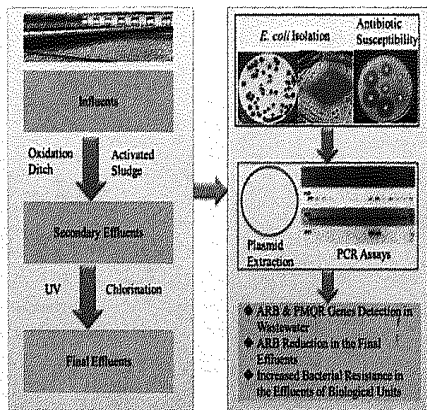 Influents
Oxidation Ditch
Activated Sludge
Secondary Effluents
UV
Chlorination
Final Effluents
E. coli Isolation
Antibiotic Susceptibility
Plasmid Extraction
PCR Assays
◆ ARB & PMQR Genes Detection in
Wastewater
◆ ARB Reduction in the Final
Effluents
◆ Increased Bacterial Resistance in
the Effluents of Biological Units